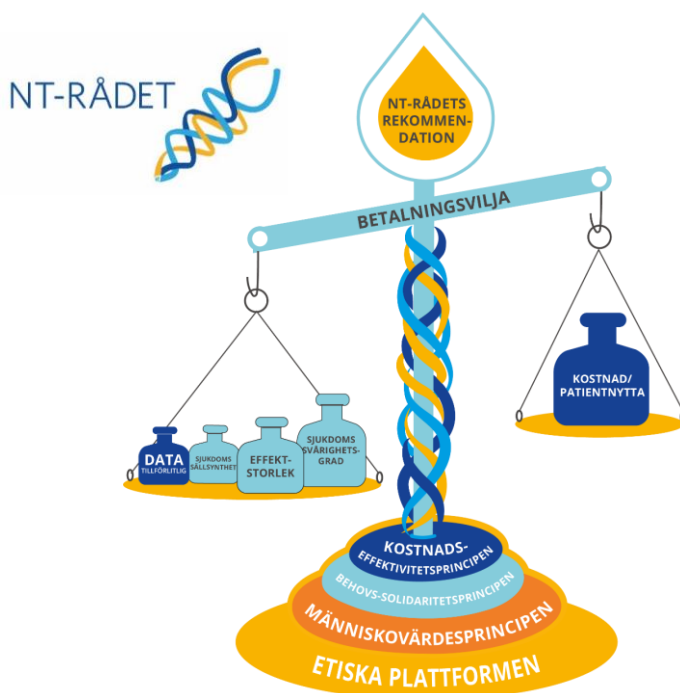 NT-RÅDET
NT-RÅDETS
REKOMMEN-
DATION
BETALNINGSVILJA
KOSTNAD/
PATIENTNYTTA
DATA
TILLFÖRLITLIG
SJUKDOMS
SÄLLSYNTHET
EFFEKT-
STORLEK
SJUKDOMS
SVÅRIGHETS-
GRAD
KOSTNADS-
EFFEKTIVITETSPRINCIPEN
BEHOVS-SOLIDARITETSPRINCIPEN
MÄNNISKOVÄRDESPRINCIPEN
ETISKA PLATTFORMEN